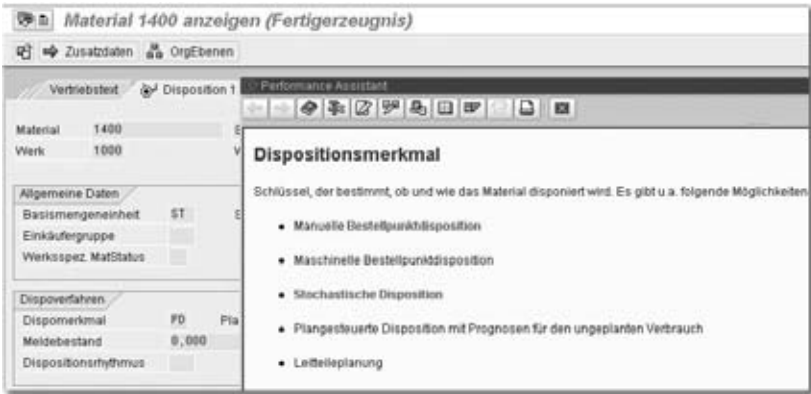 Material 1400 anzeigen (Fertigerzeugnis)
Zusatzdaten OrgEbenen
Vertriebstext Disposition 1
Material 1400
Werk 1000
Allgemeine Daten
Basismengeneinheit ST
Einkäufergruppe
Werksspez. MatStatus
Dispoverfahren
Dispomerkmal PD Pla
Meldebestand 0,000
Dispositionsrhythmus
Performance Assistant
Dispositionsmerkmal
Schlüssel, der bestimmt, ob und wie das Material disponiert wird. Es gibt u.a. folgende Möglichkeiten
• Manuelle Bestellpunktdisposition
• Maschinelle Bestellpunktdisposition
• Stochastische Disposition
• Plangesteuerte Disposition mit Prognosen für den ungeplanten Verbrauch
• Leitteileplanung